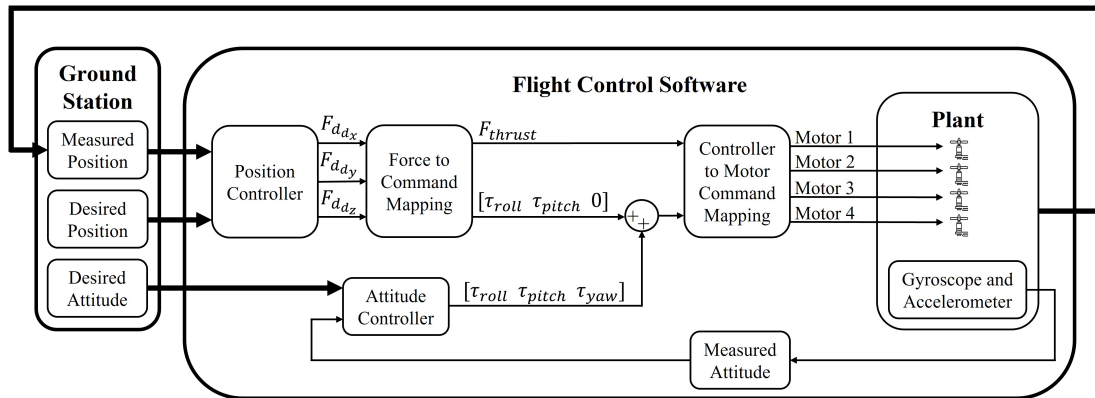 Ground
Station
Measured
Position
Desired
Position
Desired
Attitude
Flight Control Software
Position
Controller
F_{d_{d_x}}
F_{d_{d_y}}
F_{d_{d_z}}
Force to
Command
Mapping
F_{thrust}
[τ_{roll} τ_{pitch} 0]
++
Attitude
Controller
[τ_{roll} τ_{pitch} τ_{yaw}]
Controller
to Motor
Command
Mapping
Motor 1
Motor 2
Motor 3
Motor 4
Plant
Gyroscope and
Accelerometer
Measured
Attitude